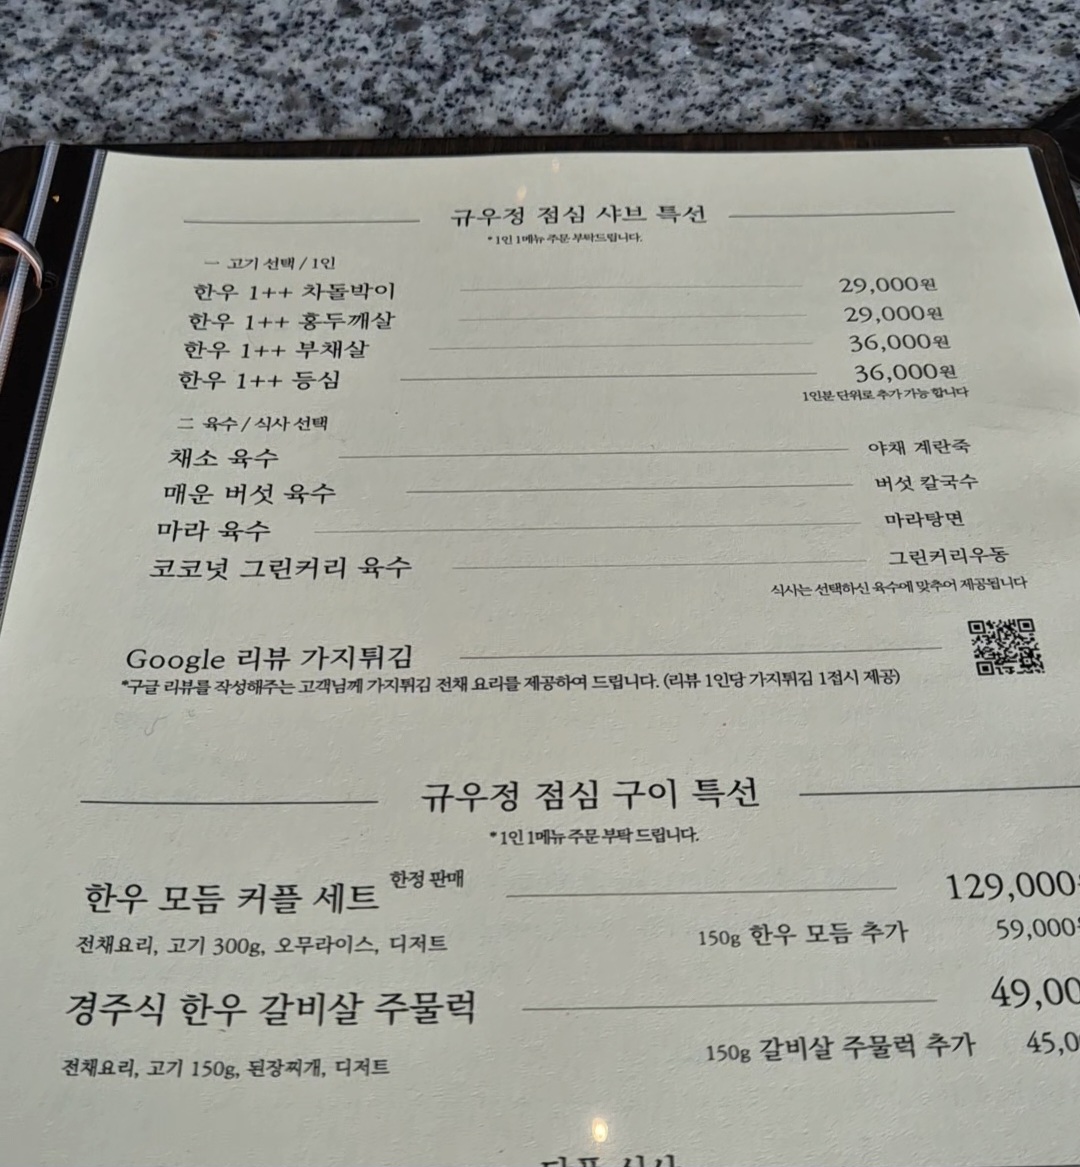 규우정 점심 샤브 특선
*1인 1메뉴 주문 부탁드립니다.
一 고기 선택 / 1인
한우 1++ 차돌박이 29,000원
한우 1++ 홍두깨살 29,000원
한우 1++ 부채살 36,000원
한우 1++ 등심 36,000원
1인분 단위로 추가 가능 합니다
二 육수 / 식사 선택
채소 육수 야채 계란죽
매운 버섯 육수 버섯 칼국수
마라 육수 마라탕면
코코넛 그린커리 육수 그린커리우동
식사는 선택하신 육수에 맞추어 제공됩니다
Google 리뷰 가지튀김
*구글 리뷰를 작성해주는 고객님께 가지튀김 전채 요리를 제공하여 드립니다. (리뷰 1인당 가지튀김 1접시 제공)
규우정 점심 구이 특선
*1인 1메뉴 주문 부탁 드립니다.
한우 모듬 커플 세트 한정 판매 129,000
전채요리, 고기 300g, 오무라이스, 디저트 150g 한우 모듬 추가 59,000
경주식 한우 갈비살 주물럭 49,00
전채요리, 고기 150g, 된장찌개, 디저트 150g 갈비살 주물럭 추가 45,0